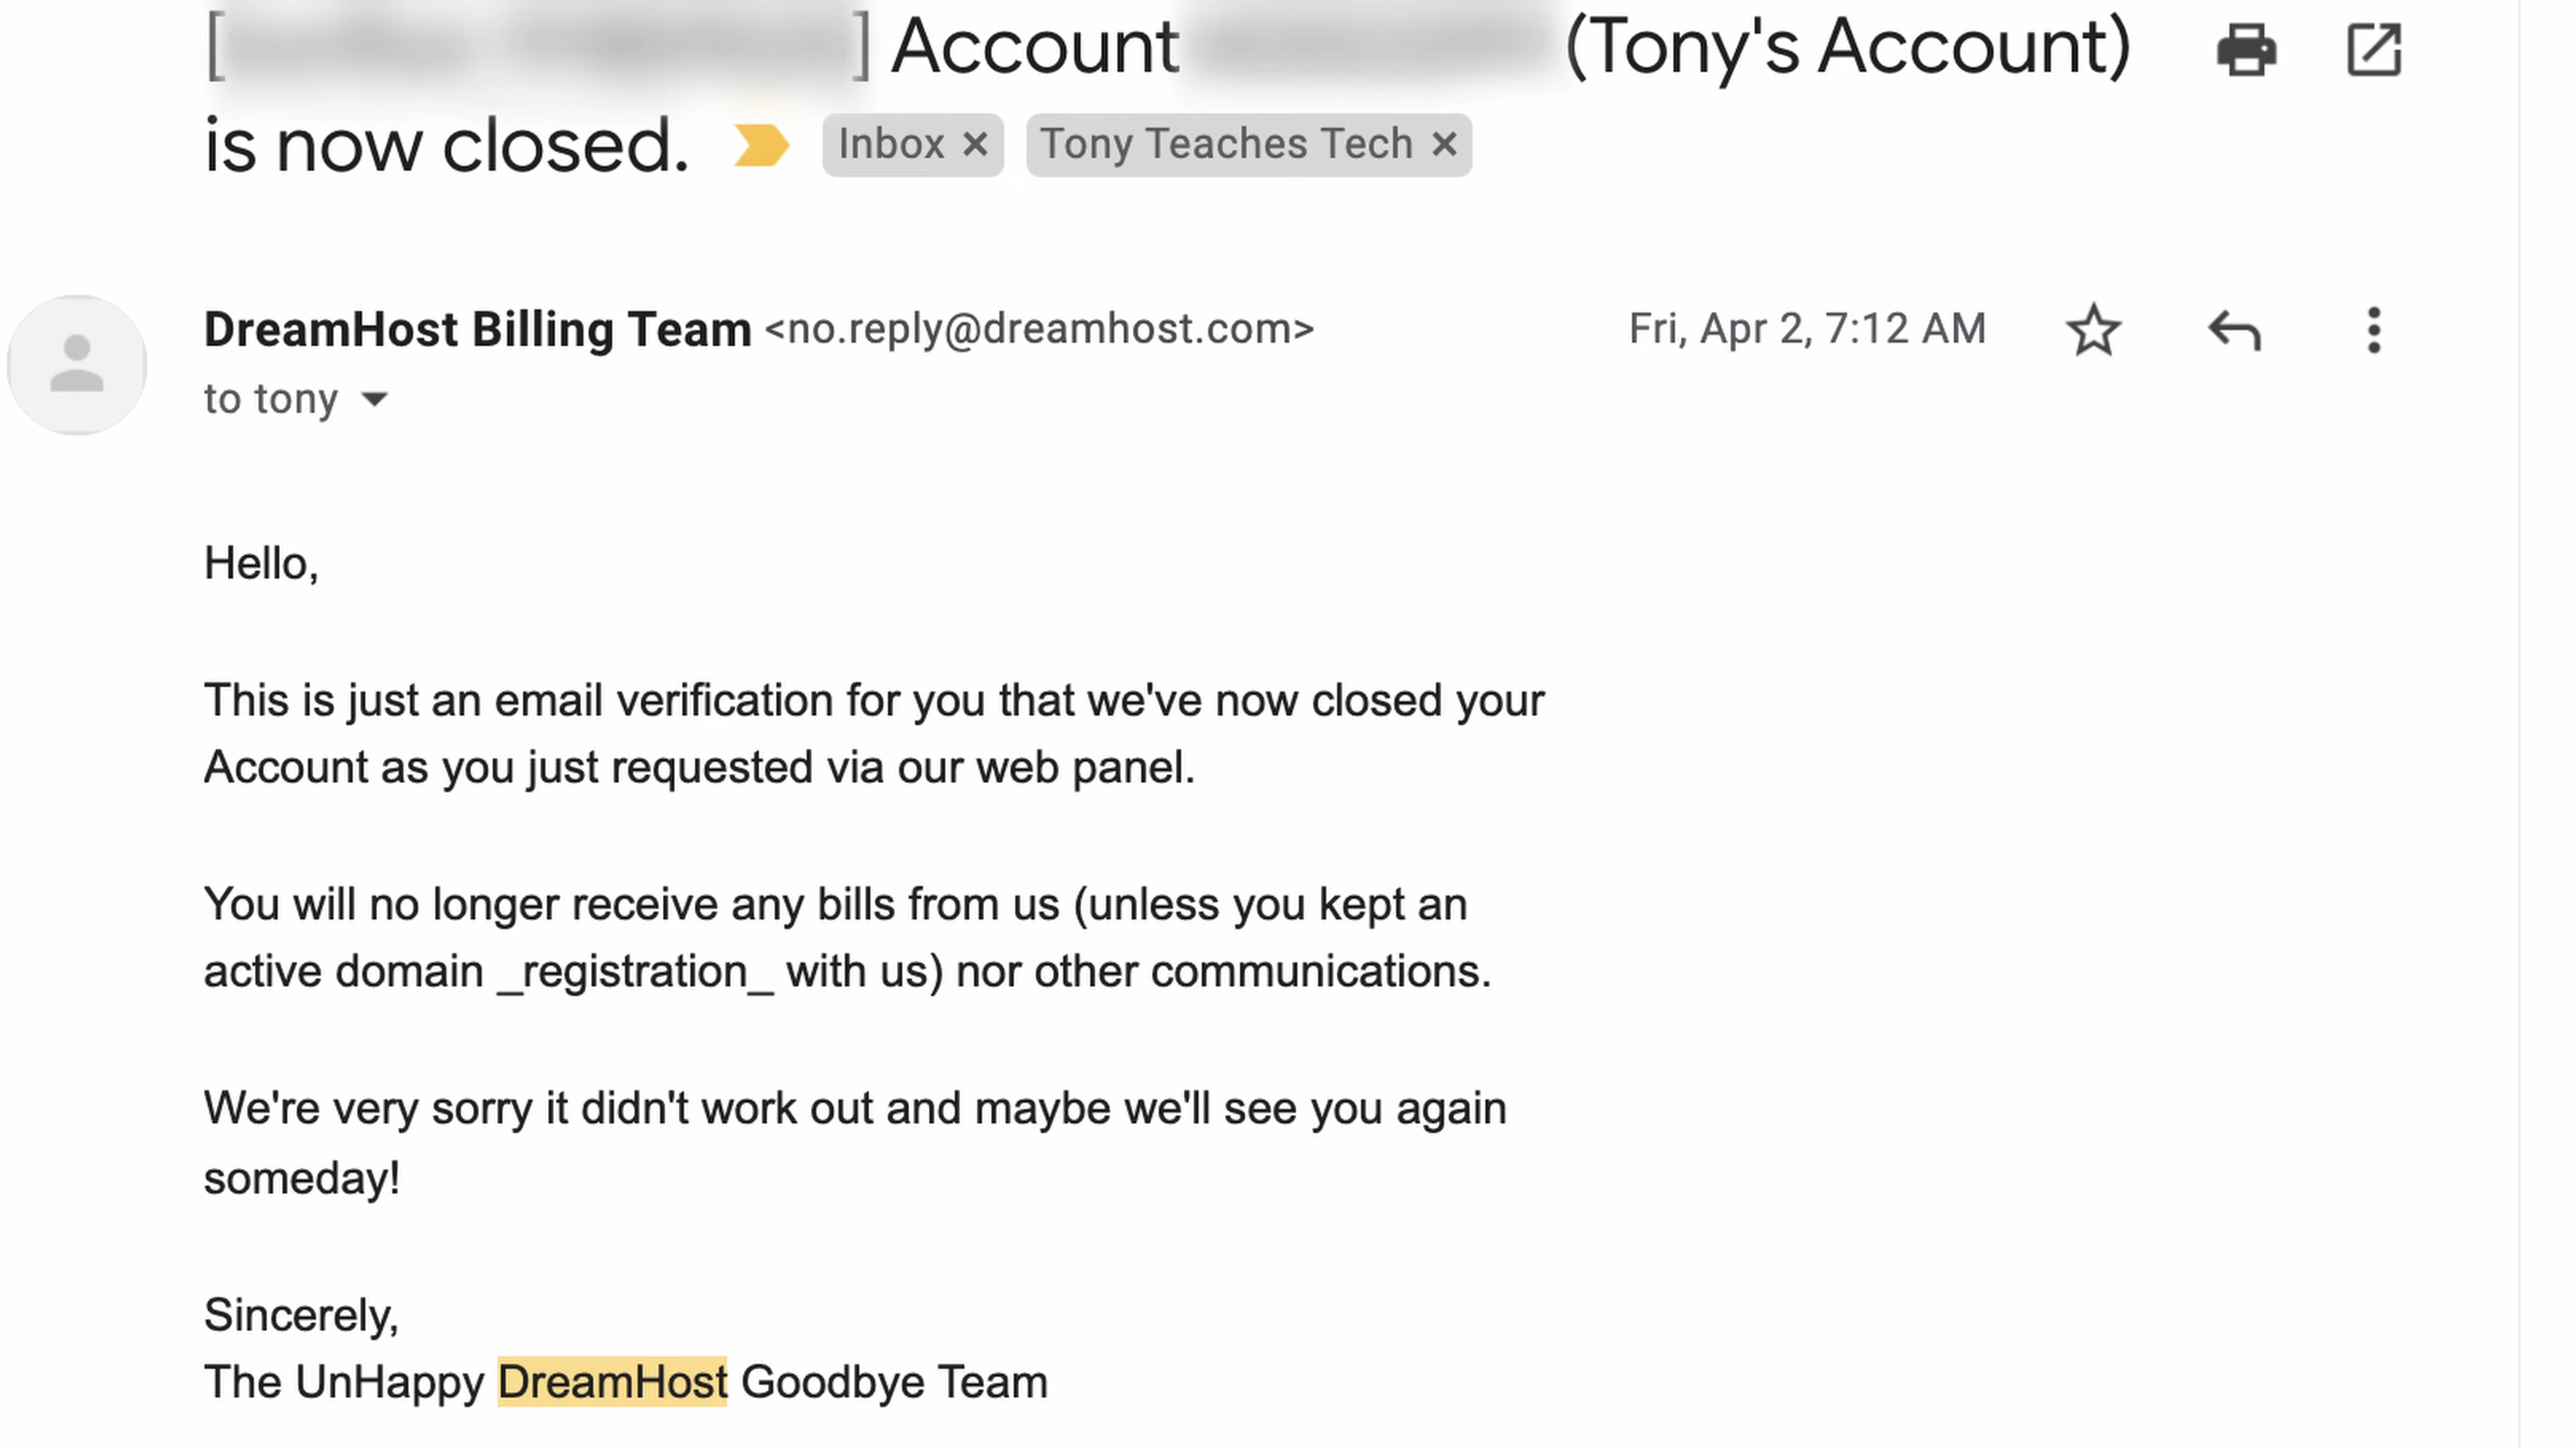 [ ] Account (Tony's Account)
is now closed. Inbox × Tony Teaches Tech ×
DreamHost Billing Team <no.reply@dreamhost.com> Fri, Apr 2, 7:12 AM
to tony
Hello,
This is just an email verification for you that we've now closed your
Account as you just requested via our web panel.
You will no longer receive any bills from us (unless you kept an
active domain _registration_ with us) nor other communications.
We're very sorry it didn't work out and maybe we'll see you again
someday!
Sincerely,
The UnHappy DreamHost Goodbye Team